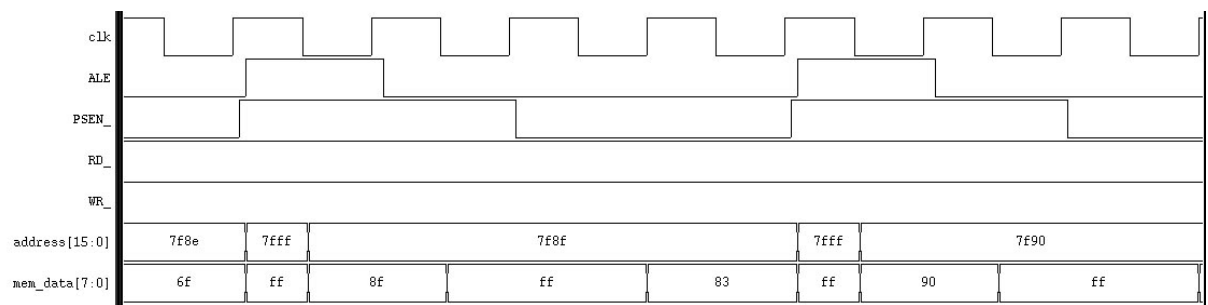 clk
ALE
PSEN_
RD_
WR_
address[15:0] 7f8e 7fff 7f8f 7fff 7f90
mem_data[7:0] 6f ff 8f ff 83 ff 90 ff